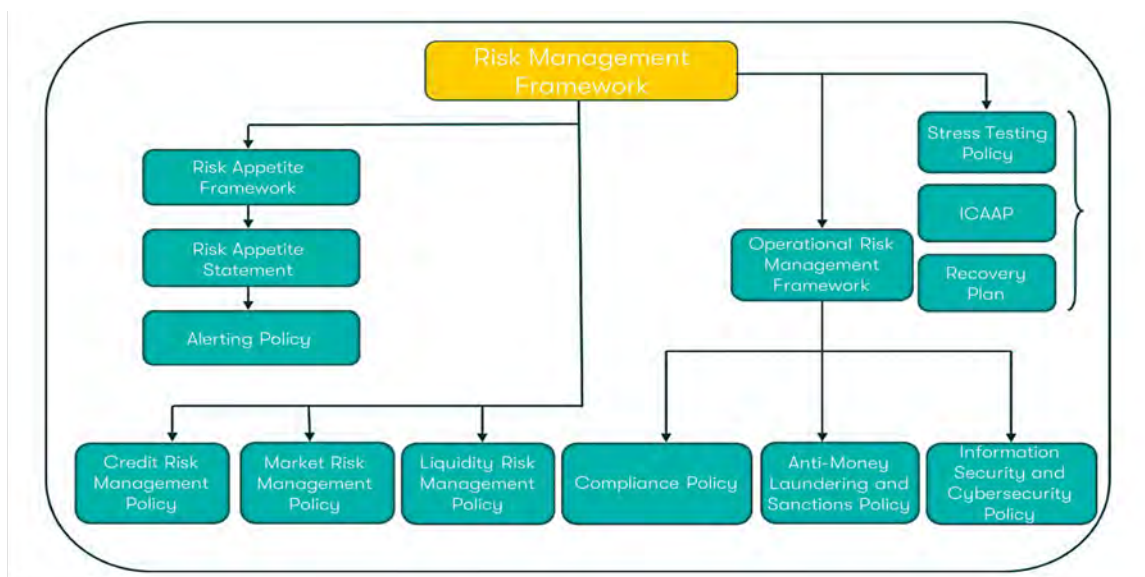 Risk Management
Framework
Risk Appetite
Framework
Risk Appetite
Statement
Alerting Policy
Stress Testing
Policy
ICAAP
Recovery
Plan
Operational Risk
Management
Framework
Credit Risk
Management
Policy
Market Risk
Management
Policy
Liquidity Risk
Management
Policy
Compliance Policy
Anti-Money
Laundering and
Sanctions Policy
Information
Security and
Cybersecurity
Policy